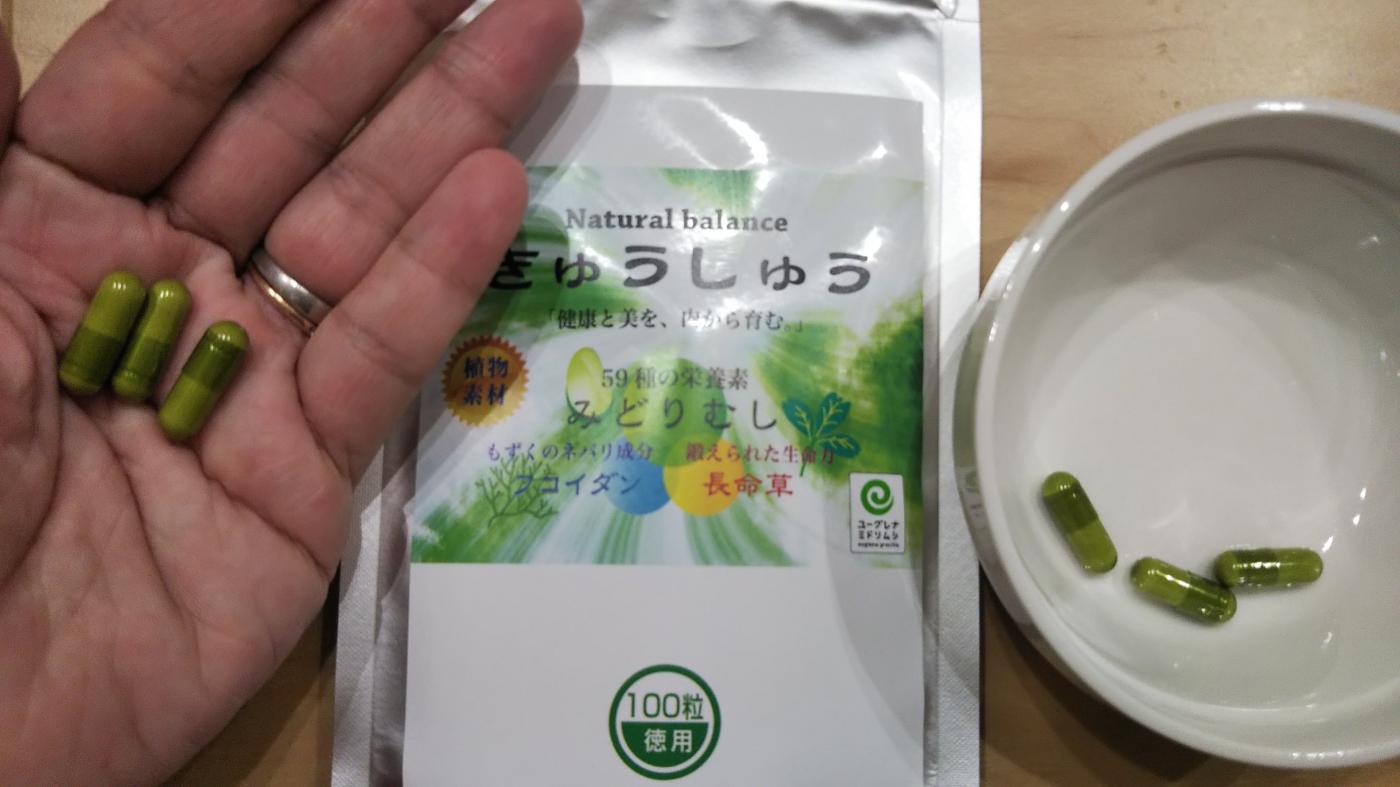 Natural balance
きゅうしゅう
「健康と美を、内から育む。」
植物
素材
59種の栄養素
みどりむし
もずくのネバリ成分
フコイダン
鍛えられた生命力
長命草
ユーグレナ
ミドリムシ
euglena gracilis
100粒
徳用